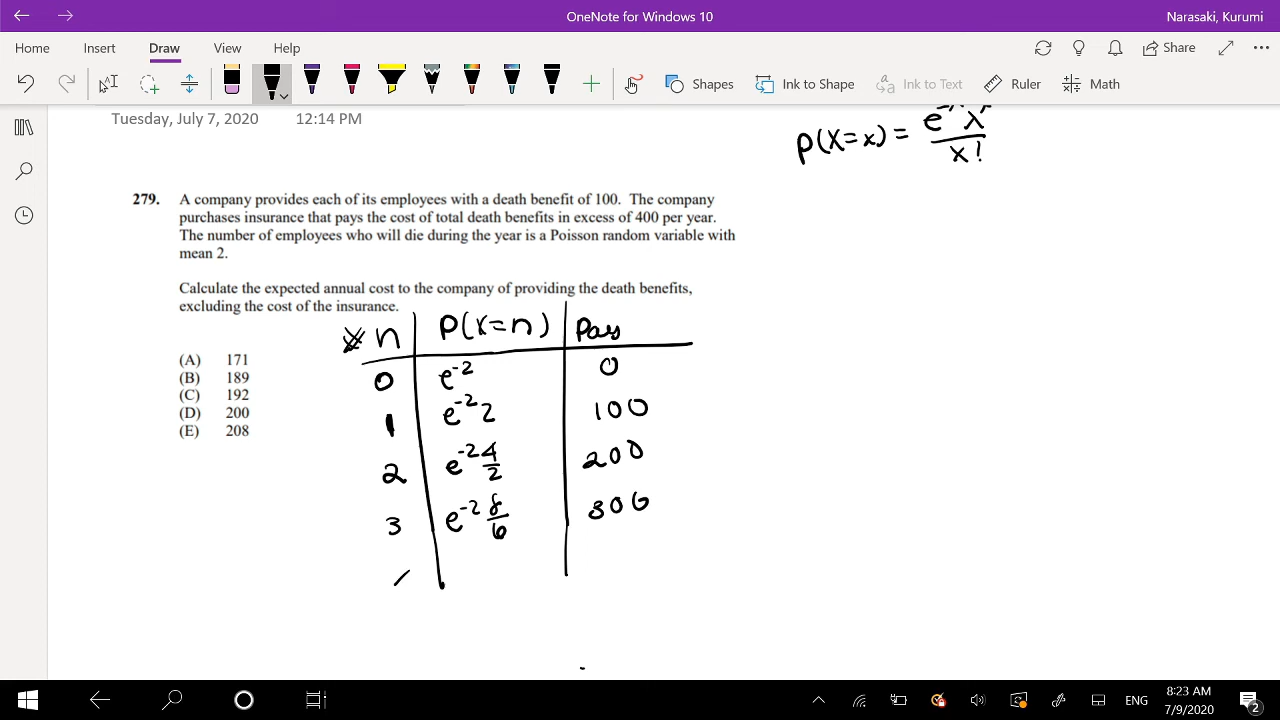 OneNote for Windows 10
Narasaki, Kurumi
Home Insert Draw View Help
Share
Shapes Ink to Shape Ink to Text Ruler Math
Tuesday, July 7, 2020 12:14 PM
P(X=x) = e^-λ λ^x / x!
279. A company provides each of its employees with a death benefit of 100. The company
purchases insurance that pays the cost of total death benefits in excess of 400 per year.
The number of employees who will die during the year is a Poisson random variable with
mean 2.
Calculate the expected annual cost to the company of providing the death benefits,
excluding the cost of the insurance.
(A) 171
(B) 189
(C) 192
(D) 200
(E) 208
n P(X=n) Pays
0 e^-2 0
1 e^-2 2 100
2 e^-2 4/2 200
3 e^-2 8/6 300
ENG
8:23 AM
7/9/2020
2